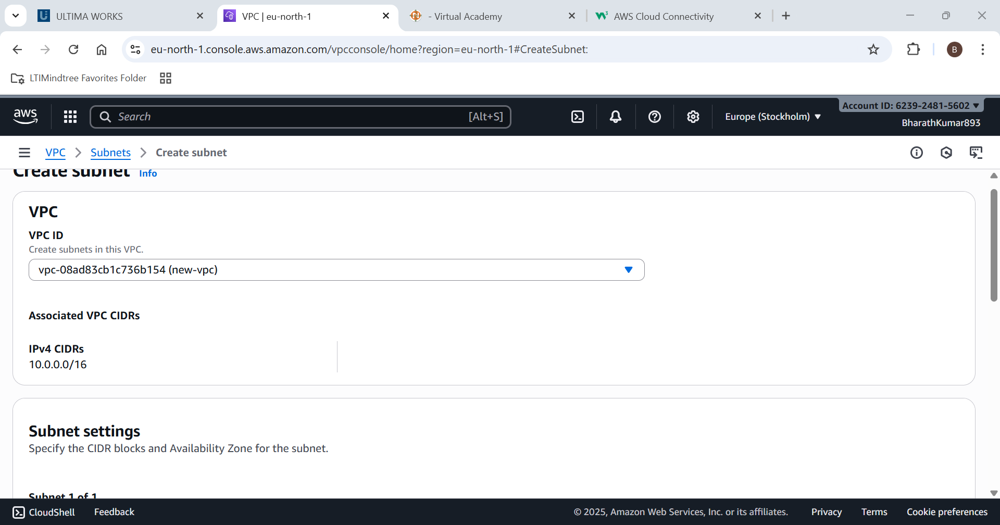 ULTIMA WORKS
VPC | eu-north-1
- Virtual Academy
AWS Cloud Connectivity
eu-north-1.console.aws.amazon.com/vpcconsole/home?region=eu-north-1#CreateSubnet:
B
LTIMindtree Favorites Folder
aws
Search
[Alt+S]
Europe (Stockholm)
Account ID: 6239-2481-5602
BharathKumar893
VPC
Subnets
Create subnet
Create subnet Info
VPC
VPC ID
Create subnets in this VPC.
vpc-08ad83cb1c736b154 (new-vpc)
Associated VPC CIDRs
IPv4 CIDRs
10.0.0.0/16
Subnet settings
Specify the CIDR blocks and Availability Zone for the subnet.
Subnet 1 of 1
CloudShell
Feedback
© 2025, Amazon Web Services, Inc. or its affiliates.
Privacy
Terms
Cookie preferences